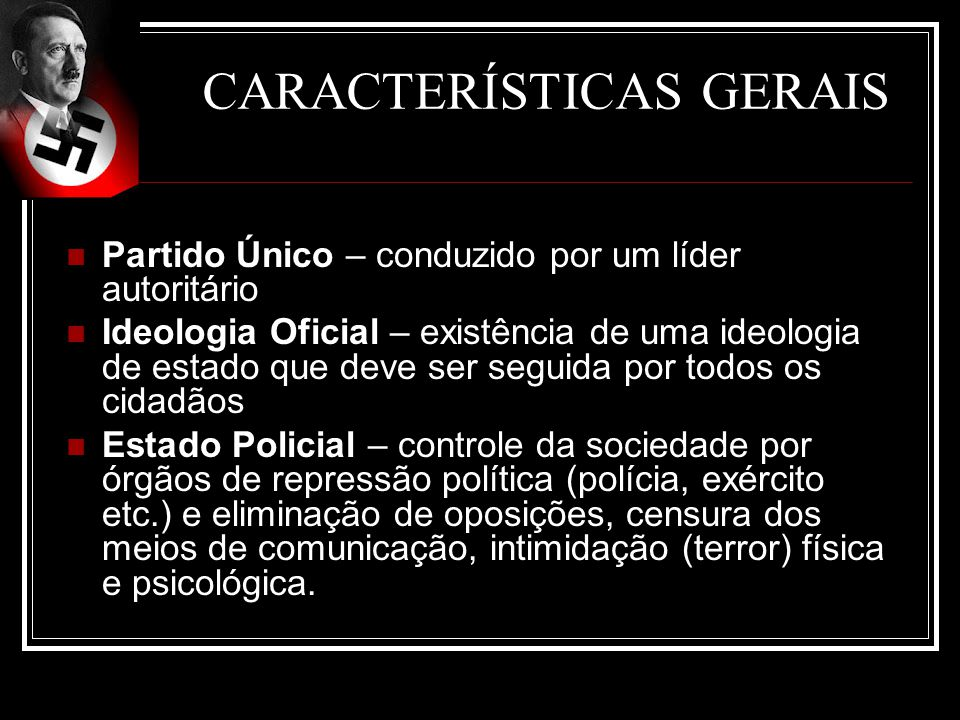 CARACTERÍSTICAS GERAIS
Partido Único – conduzido por um líder
autoritário
Ideologia Oficial – existência de uma ideologia
de estado que deve ser seguida por todos os
cidadãos
Estado Policial – controle da sociedade por
órgãos de repressão política (polícia, exército
etc.) e eliminação de oposições, censura dos
meios de comunicação, intimidação (terror) física
e psicológica.